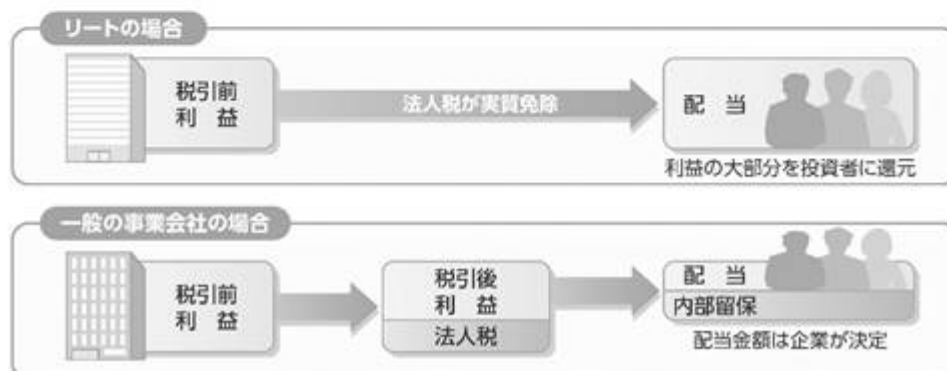 リートの場合
税引前
利 益
法人税が実質免除
配 当
利益の大部分を投資者に還元
一般の事業会社の場合
税引前
利 益
税引後
利 益
法人税
配 当
内部留保
配当金額は企業が決定